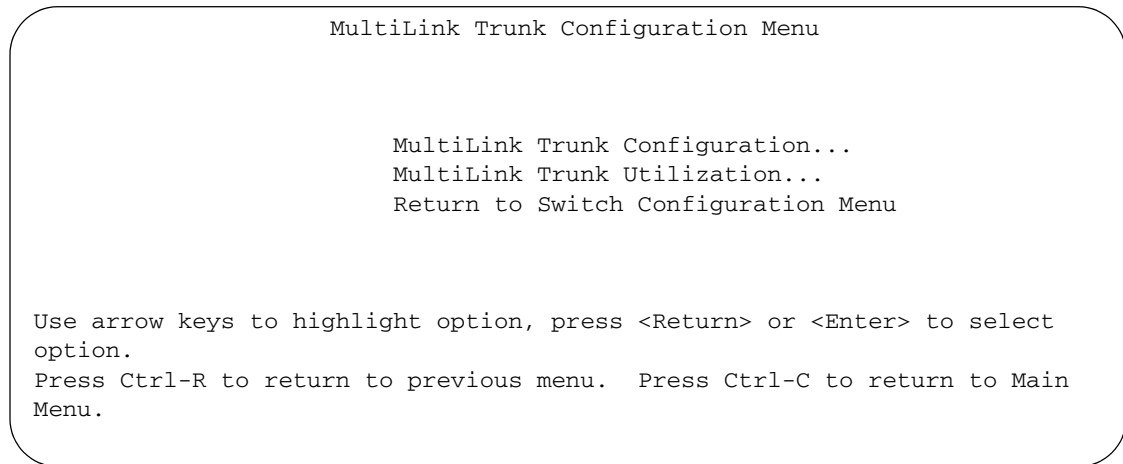 MultiLink Trunk Configuration Menu
MultiLink Trunk Configuration...
MultiLink Trunk Utilization...
Return to Switch Configuration Menu
Use arrow keys to highlight option, press <Return> or <Enter> to select
option.
Press Ctrl-R to return to previous menu.  Press Ctrl-C to return to Main
Menu.